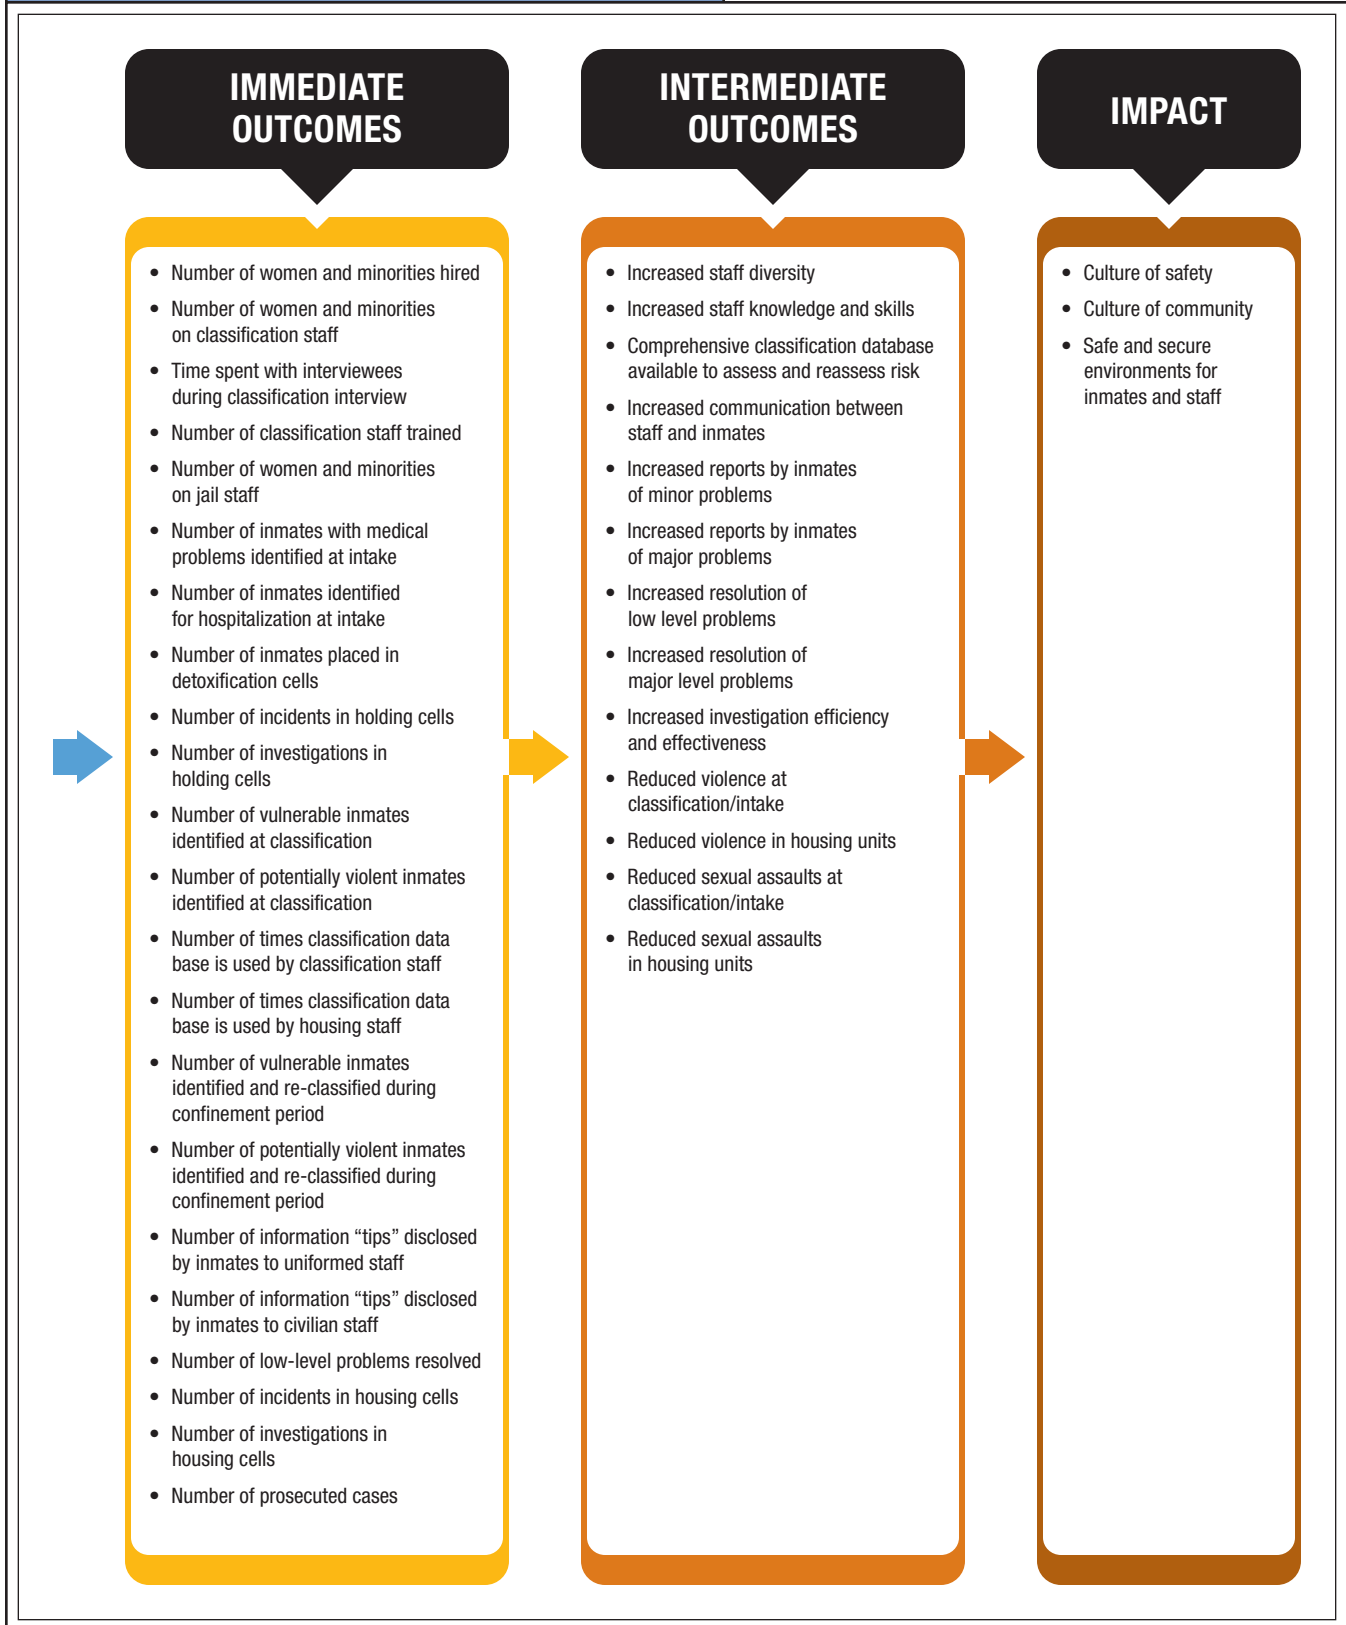 IMMEDIATE
OUTCOMES
• Number of women and minorities hired
• Number of women and minorities
on classification staff
• Time spent with interviewees
during classification interview
• Number of classification staff trained
• Number of women and minorities
on jail staff
• Number of inmates with medical
problems identified at intake
• Number of inmates identified
for hospitalization at intake
• Number of inmates placed in
detoxification cells
• Number of incidents in holding cells
• Number of investigations in
holding cells
• Number of vulnerable inmates
identified at classification
• Number of potentially violent inmates
identified at classification
• Number of times classification data
base is used by classification staff
• Number of times classification data
base is used by housing staff
• Number of vulnerable inmates
identified and re-classified during
confinement period
• Number of potentially violent inmates
identified and re-classified during
confinement period
• Number of information “tips” disclosed
by inmates to uniformed staff
• Number of information “tips” disclosed
by inmates to civilian staff
• Number of low-level problems resolved
• Number of incidents in housing cells
• Number of investigations in
housing cells
• Number of prosecuted cases
INTERMEDIATE
OUTCOMES
• Increased staff diversity
• Increased staff knowledge and skills
• Comprehensive classification database
available to assess and reassess risk
• Increased communication between
staff and inmates
• Increased reports by inmates
of minor problems
• Increased reports by inmates
of major problems
• Increased resolution of
low level problems
• Increased resolution of
major level problems
• Increased investigation efficiency
and effectiveness
• Reduced violence at
classification/intake
• Reduced violence in housing units
• Reduced sexual assaults at
classification/intake
• Reduced sexual assaults
in housing units
IMPACT
• Culture of safety
• Culture of community
• Safe and secure
environments for
inmates and staff